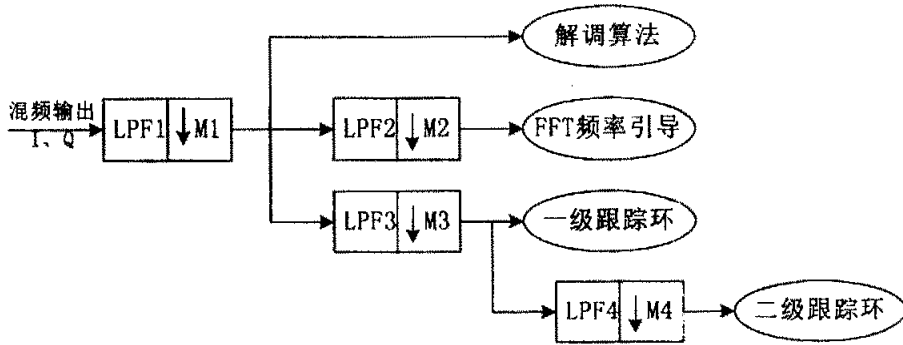 解调算法
混频输出
I、Q
LPF1 ↓M1
LPF2 ↓M2
FFT频率引导
LPF3 ↓M3
一级跟踪环
LPF4 ↓M4
二级跟踪环